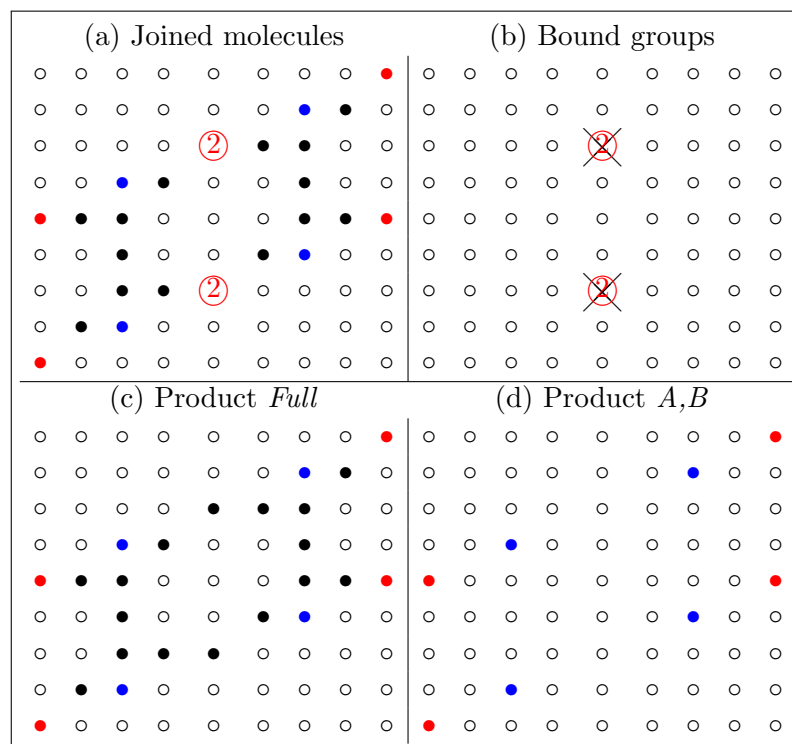 (a) Joined molecules
(b) Bound groups
2
2
2
2
(c) Product Full
(d) Product A,B